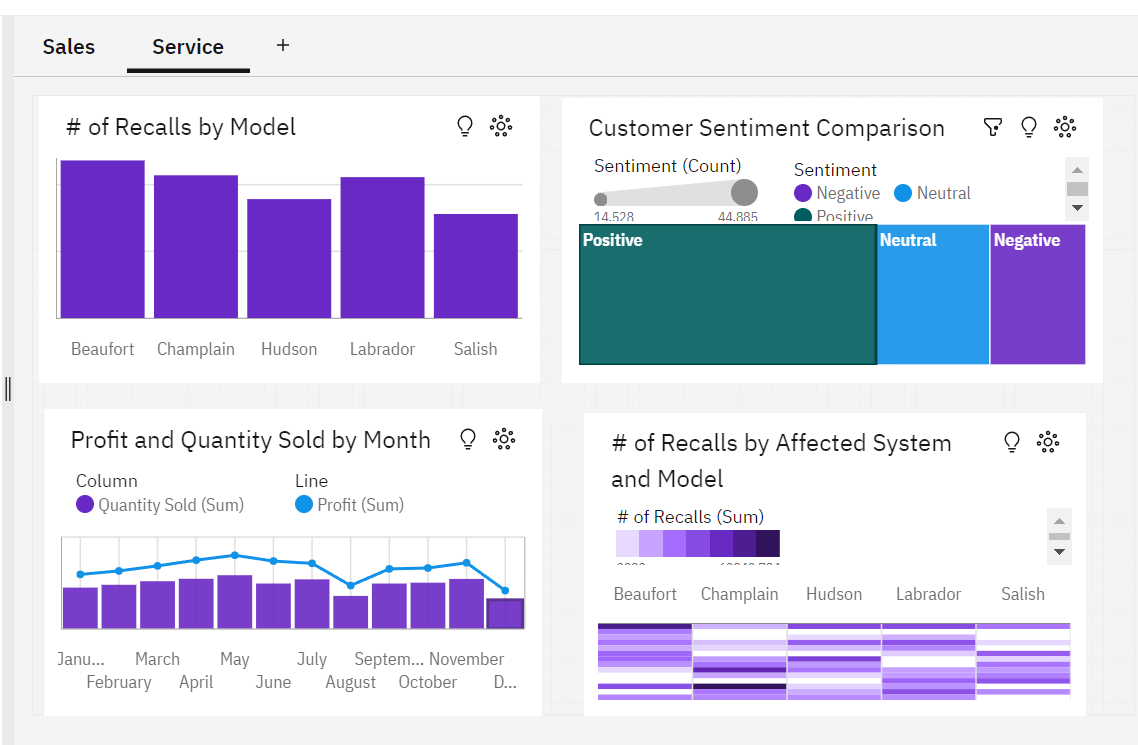 Sales Service +
# of Recalls by Model
Beaufort Champlain Hudson Labrador Salish
Customer Sentiment Comparison
Sentiment (Count)
14,528 44,885
Sentiment
Negative Neutral
Positive
Positive Neutral Negative
Profit and Quantity Sold by Month
Column Line
Quantity Sold (Sum) Profit (Sum)
Janu... March May July Septem... November
February April June August October D...
# of Recalls by Affected System
and Model
# of Recalls (Sum)
Beaufort Champlain Hudson Labrador Salish